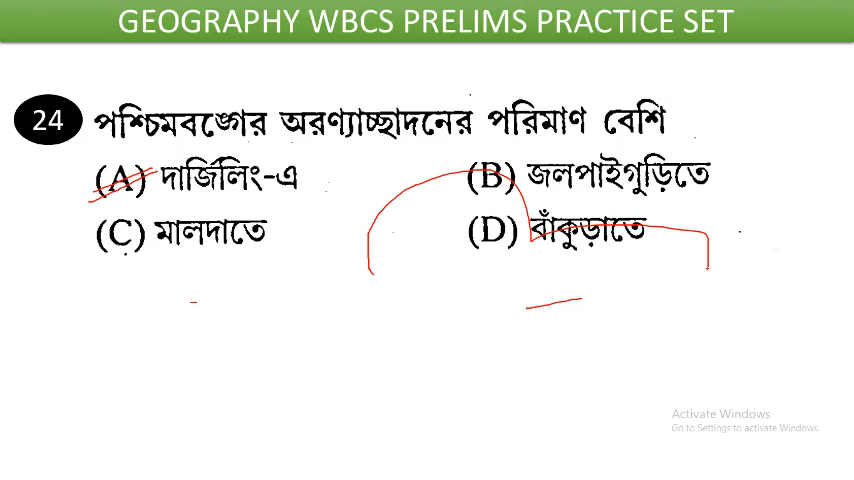 GEOGRAPHY WBCS PRELIMS PRACTICE SET
24 পশ্চিমবঙ্গের অরণ্যাচ্ছাদনের পরিমাণ বেশি
(A) দার্জিলিং-এ (B) জলপাইগুড়িতে
(C) মালদাতে (D) বাঁকুড়াতে
Activate Windows
Go to Settings to activate Windows.